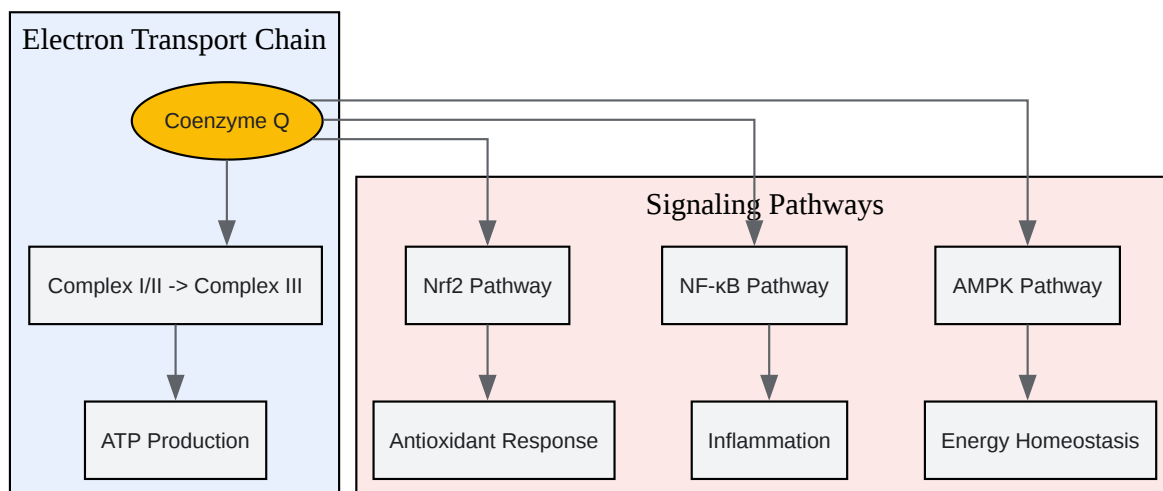 Electron Transport Chain
Coenzyme Q
Signaling Pathways
Complex I/II -> Complex III
Nrf2 Pathway
NF-κB Pathway
AMPK Pathway
ATP Production
Antioxidant Response
Inflammation
Energy Homeostasis